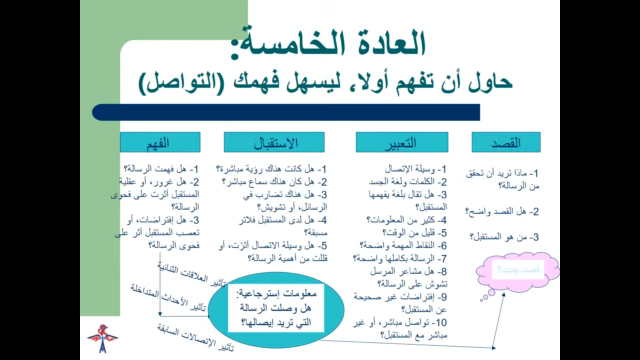 العادة الخامسة:
حاول أن تفهم أولا، ليسهل فهمك (التواصل)
القصد
1- ماذا تريد أن تحقق
من الرسالة؟
2- هل القصد واضح؟
3- من هو المستقبل؟
التعبير
1- وسيلة الإتصال
2- الكلمات ولغة الجسد
3- هل تقال بلغة يفهمها
المستقبل؟
4- كثير من المعلومات؟
5- قليل من الوقت؟
6- النقاط المهمة واضحة؟
7- الرسالة بكاملها واضحة؟
8- هل مشاعر المرسل
تشوش على الرسالة؟
9- إفتراضات غير صحيحة
عن المستقبل؟
10- تواصل مباشر، أو غير
مباشر مع المستقبل؟
الاستقبال
1- هل كانت هناك رؤية مباشرة؟
2- هل كان هناك سماع مباشر؟
3- هل هناك تضارب في
الرسائل، أو تشويش؟
4- هل لدى المستقبل فلاتر
مسبقة؟
5- هل وسيلة الاتصال أثرت، أو
قللت من أهمية الرسالة؟
الفهم
1- هل فهمت الرسالة؟
2- هل غرور، أو عقلية
المستقبل أثرت على فحوى
الرسالة؟
3- هل إفتراضات، أو
تعصب المستقبل أثر على
فحوى الرسالة؟
قصد جديد؟
معلومات إسترجاعية:
هل وصلت الرسالة
التي تريد إيصالها؟
تأثير العلاقات الثنائية
تأثير الأحداث المتداخلة
تأثير الإتصالات السابقة